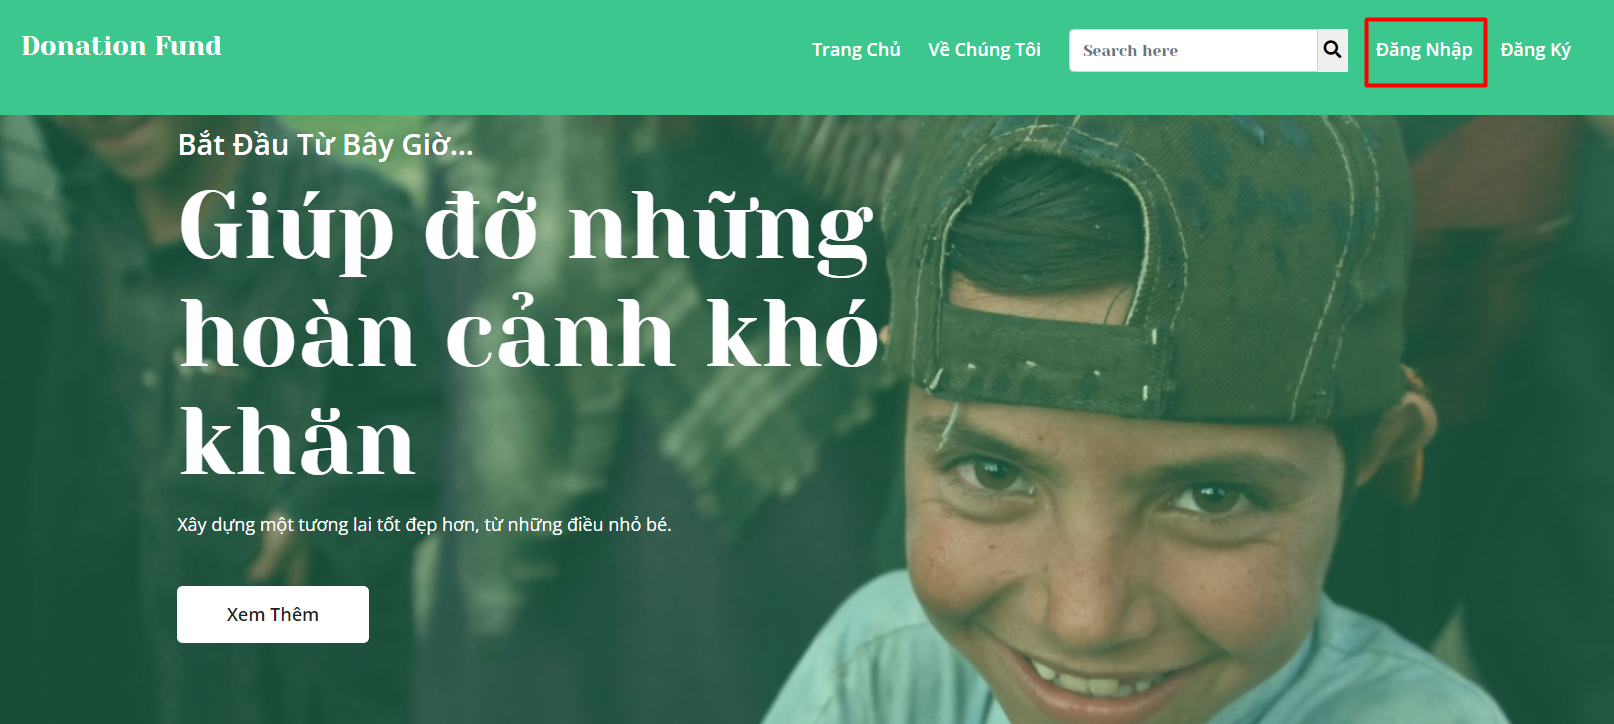 Donation Fund
Trang Chủ
Về Chúng Tôi
Search here
Đăng Nhập
Đăng Ký
Bắt Đầu Từ Bây Giờ...
Giúp đỡ những
hoàn cảnh khó
khăn
Xây dựng một tương lai tốt đẹp hơn, từ những điều nhỏ bé.
Xem Thêm